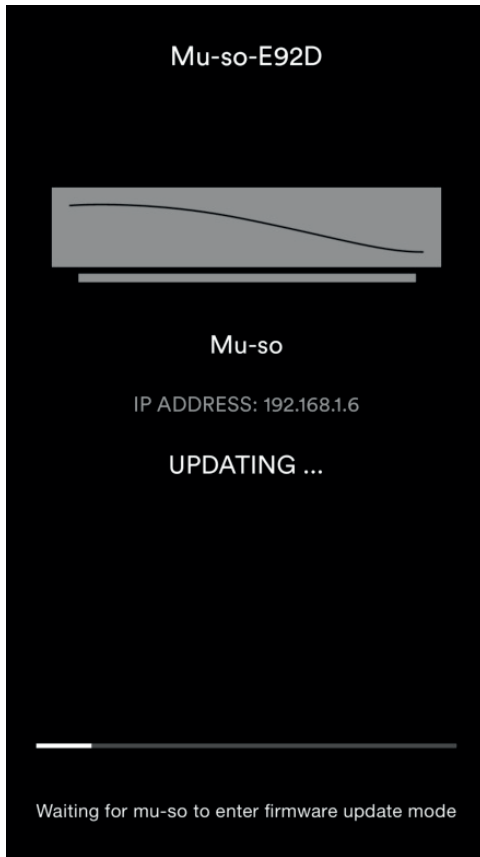 Mu-so-E92D
Mu-so
IP ADDRESS: 192.168.1.6
UPDATING ...
Waiting for mu-so to enter firmware update mode